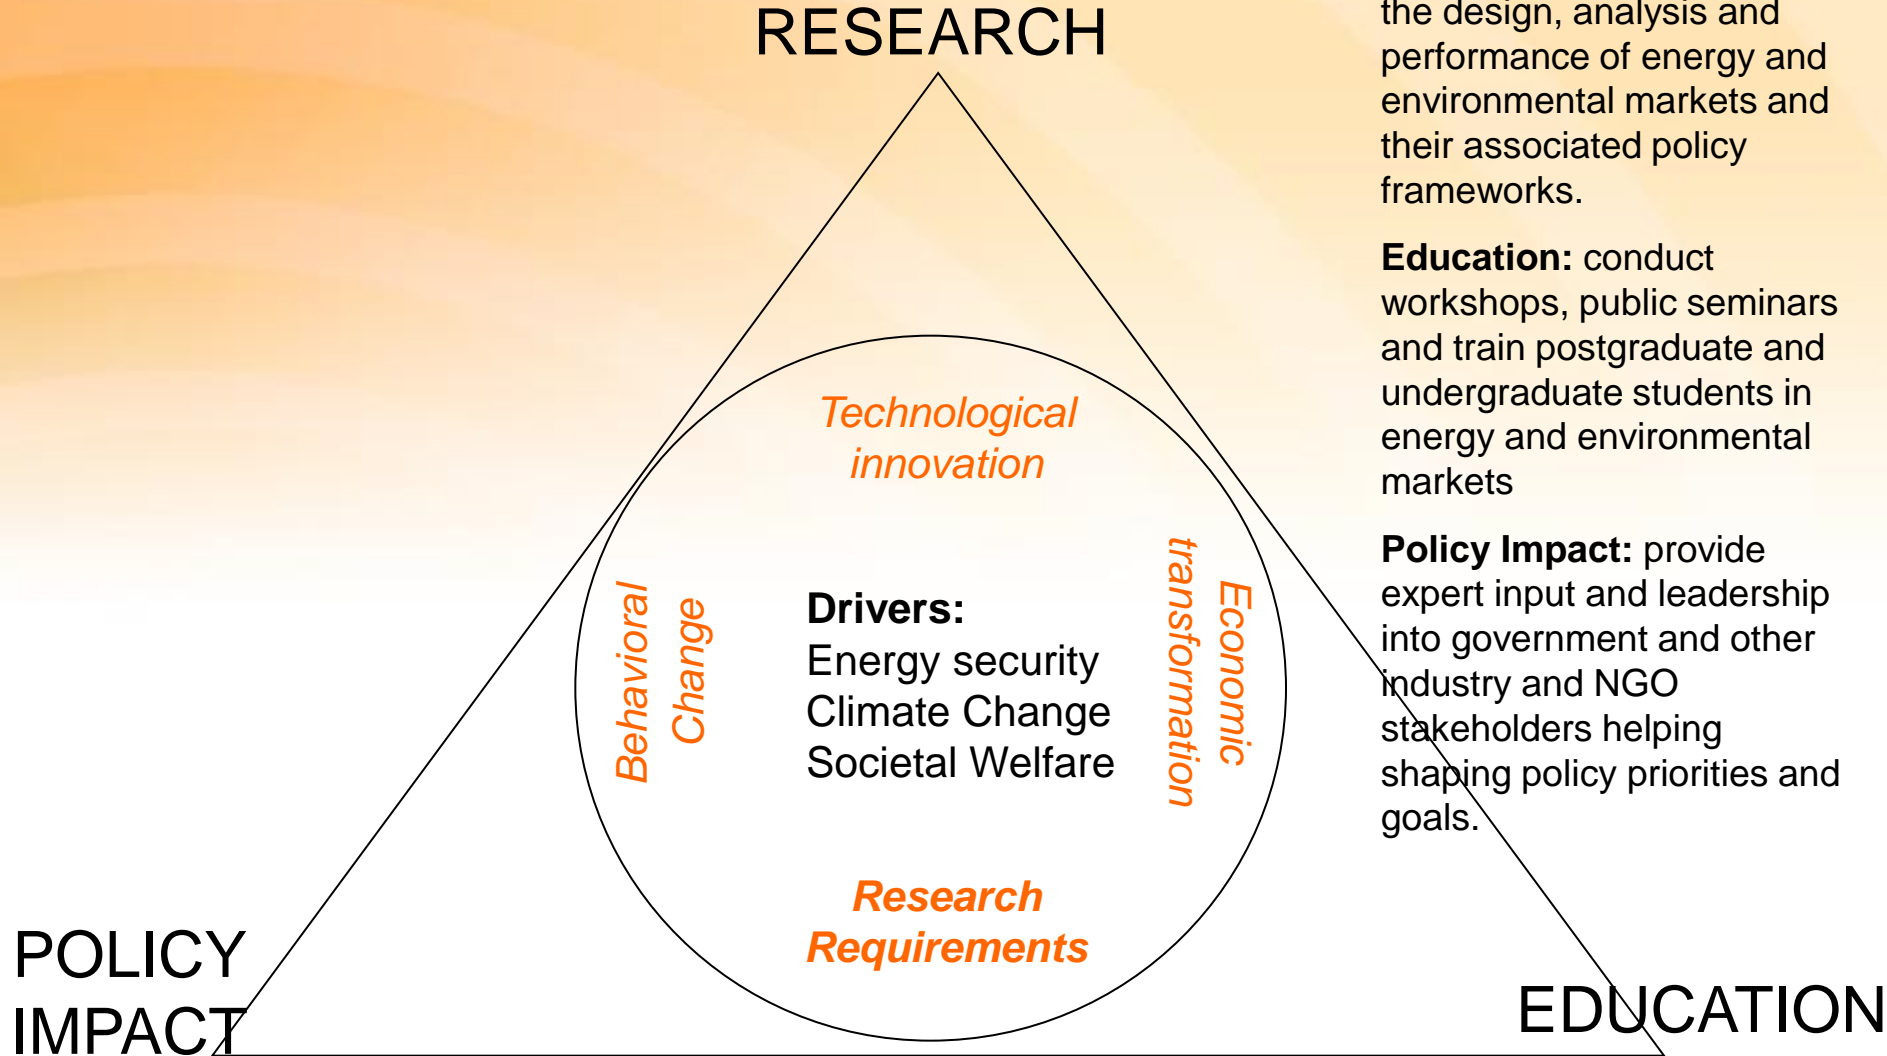 RESEARCH
the design, analysis and
performance of energy and
environmental markets and
their associated policy
frameworks.
Education: conduct
workshops, public seminars
and train postgraduate and
undergraduate students in
energy and environmental
markets
Policy Impact: provide
expert input and leadership
into government and other
industry and NGO
stakeholders helping
shaping policy priorities and
goals.
Technological
innovation
Behavioral
Change
Drivers:
Energy security
Climate Change
Societal Welfare
Economic
transformation
Research
Requirements
POLICY
IMPACT
EDUCATION